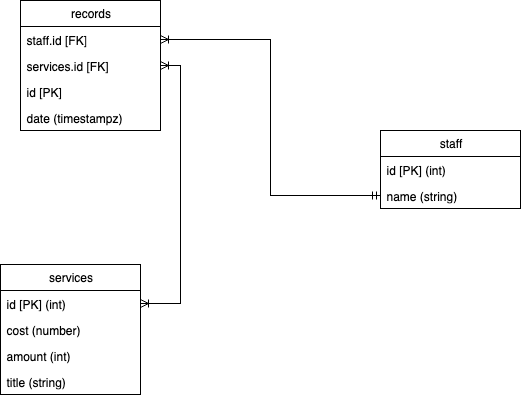 records
staff.id [FK]
services.id [FK]
id [PK]
date (timestampz)
staff
id [PK] (int)
name (string)
services
id [PK] (int)
cost (number)
amount (int)
title (string)